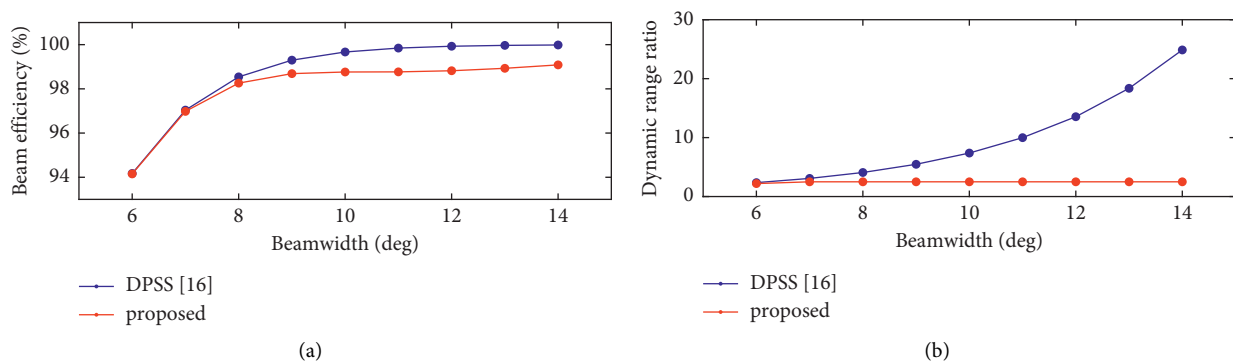 Beam efficiency (%)
100
98
96
94
6 8 10 12 14
Beamwidth (deg)
DPSS [16]
proposed
(a)
Dynamic range ratio
30
20
10
0
6 8 10 12 14
Beamwidth (deg)
DPSS [16]
proposed
(b)